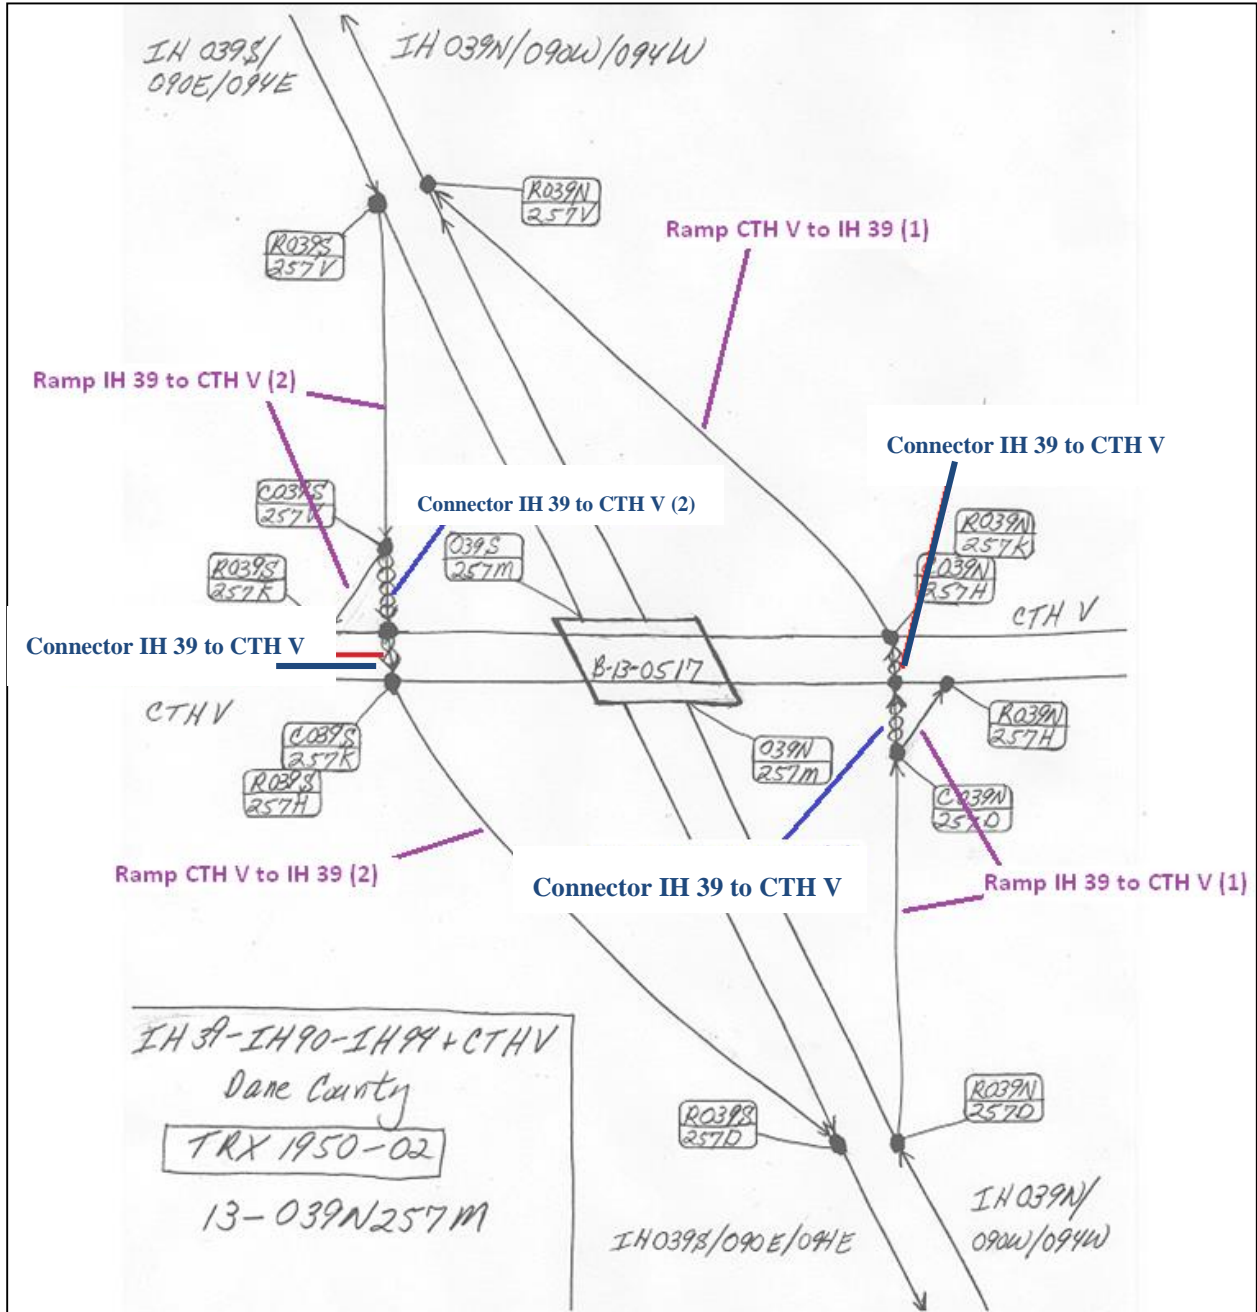 IH 039S/
090E/094E
IH 039N/090W/094W
R039N
257V
R039S
257V
Ramp CTH V to IH 39 (1)
Ramp IH 39 to CTH V (2)
Connector IH 39 to CTH V
C039S
257V
Connector IH 39 to CTH V (2)
R039N
257K
C039N
257H
O39S
257M
R039S
257K
CTH V
Connector IH 39 to CTH V
B-13-0517
CTH V
R039N
257H
C039S
257K
O39N
257M
R039S
257H
C039N
257D
Ramp CTH V to IH 39 (2)
Connector IH 39 to CTH V
Ramp IH 39 to CTH V (1)
IH 39-IH 90-IH 94 + CTH V
Dane County
TRX 1950-02
13-039N257M
R039S
257D
R039N
257D
IH 039S/090E/094E
IH 039N/
090W/094W